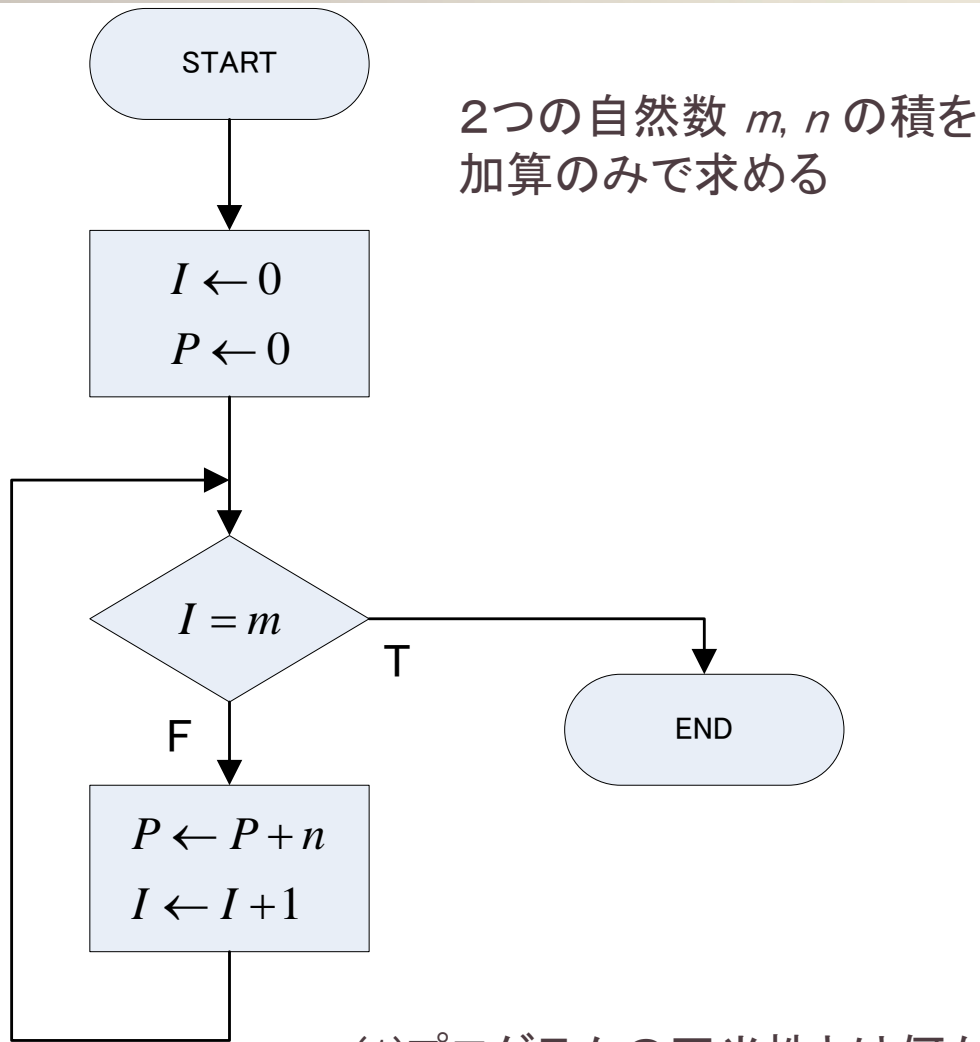 START
2つの自然数 m, n の積を
加算のみで求める
I ← 0
P ← 0
I = m
T
F
END
P ← P + n
I ← I + 1